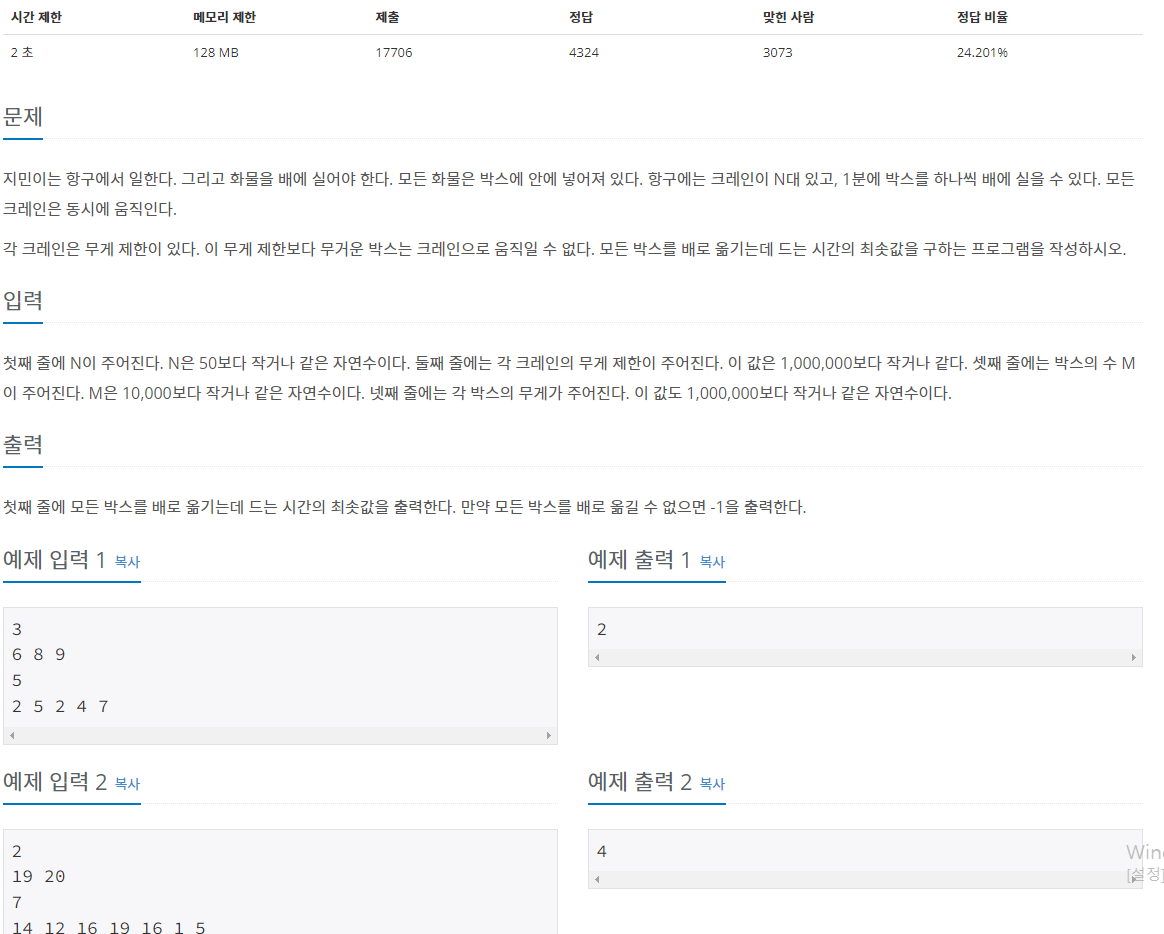 시간 제한 메모리 제한 제출 정답 맞힌 사람 정답 비율
2 초 128 MB 17706 4324 3073 24.201%
문제
지민이는 항구에서 일한다. 그리고 화물을 배에 실어야 한다. 모든 화물은 박스에 안에 넣어져 있다. 항구에는 크레인이 N대 있고, 1분에 박스를 하나씩 배에 실을 수 있다. 모든
크레인은 동시에 움직인다.
각 크레인은 무게 제한이 있다. 이 무게 제한보다 무거운 박스는 크레인으로 움직일 수 없다. 모든 박스를 배로 옮기는데 드는 시간의 최솟값을 구하는 프로그램을 작성하시오.
입력
첫째 줄에 N이 주어진다. N은 50보다 작거나 같은 자연수이다. 둘째 줄에는 각 크레인의 무게 제한이 주어진다. 이 값은 1,000,000보다 작거나 같다. 셋째 줄에는 박스의 수 M
이 주어진다. M은 10,000보다 작거나 같은 자연수이다. 넷째 줄에는 각 박스의 무게가 주어진다. 이 값도 1,000,000보다 작거나 같은 자연수이다.
출력
첫째 줄에 모든 박스를 배로 옮기는데 드는 시간의 최솟값을 출력한다. 만약 모든 박스를 배로 옮길 수 없으면 -1을 출력한다.
예제 입력 1 복사
3
6 8 9
5
2 5 2 4 7
예제 출력 1 복사
2
예제 입력 2 복사
2
19 20
7
14 12 16 19 16 1 5
예제 출력 2 복사
4
Win
[설정]